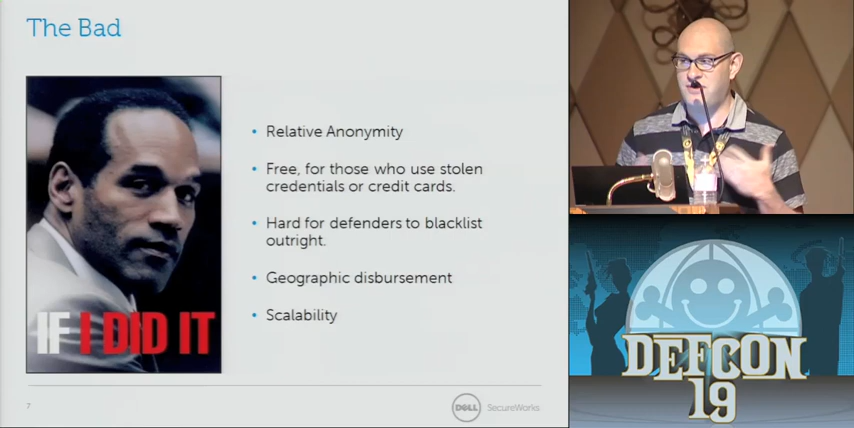 The Bad
IF I DID IT
• Relative Anonymity
• Free, for those who use stolen
credentials or credit cards.
• Hard for defenders to blacklist
outright.
• Geographic disbursement
• Scalability
7
DELL
SecureWorks
DEFCON
19